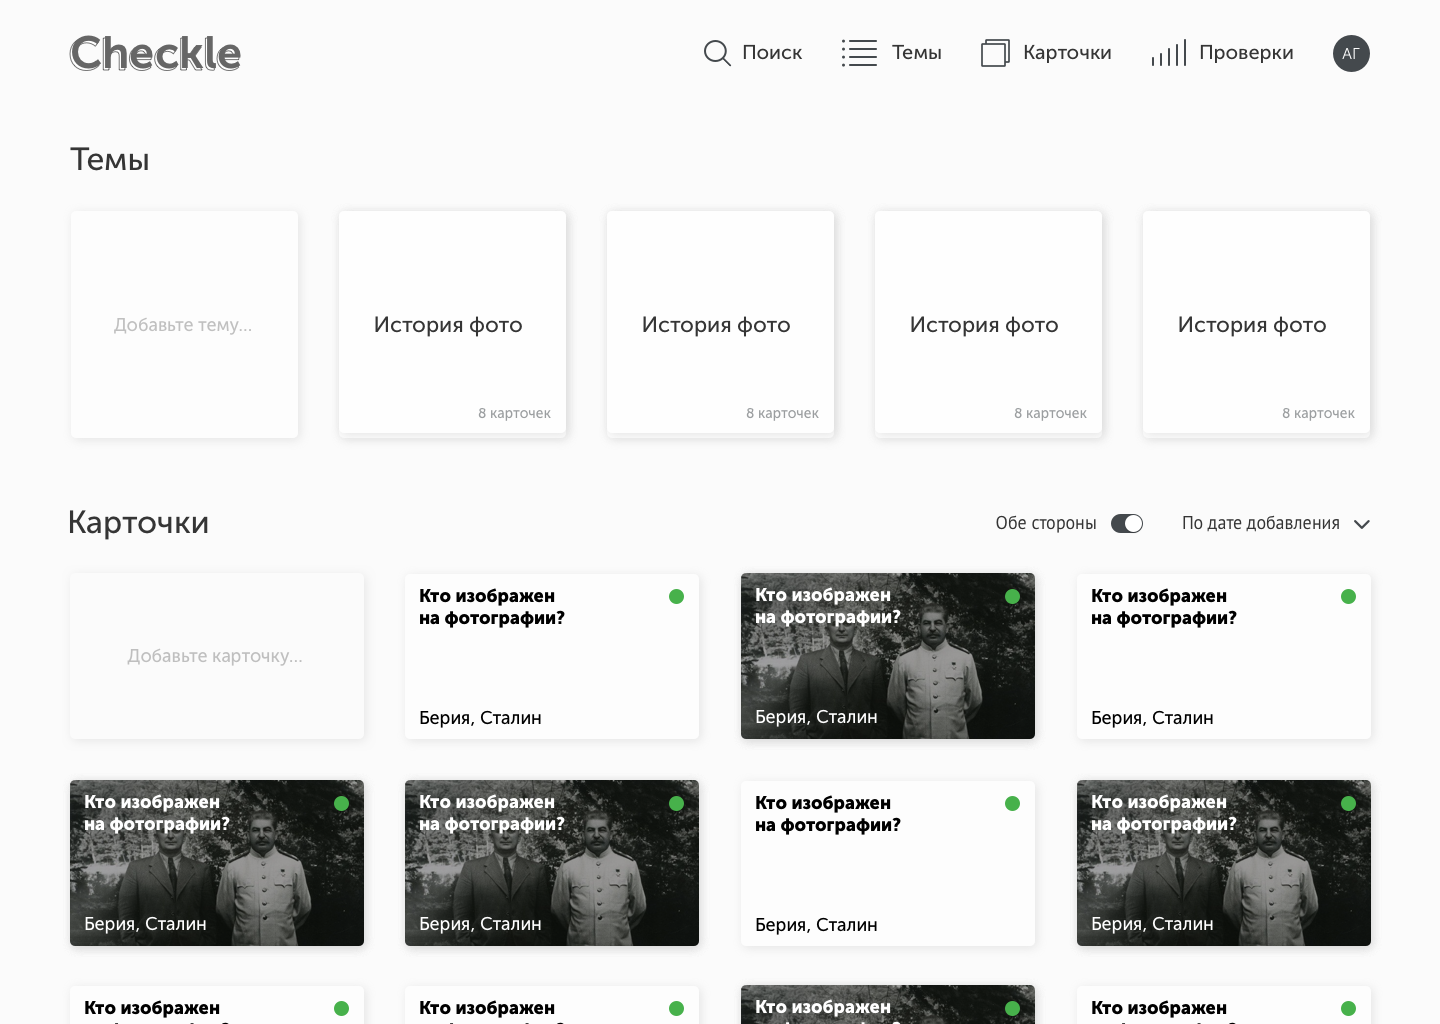 Checkle
Поиск
Темы
Карточки
Проверки
АГ
Темы
Добавьте тему...
История фото
8 карточек
История фото
8 карточек
История фото
8 карточек
История фото
8 карточек
Карточки
Обе стороны
По дате добавления
Добавьте карточку...
Кто изображен
на фотографии?
Берия, Сталин
Кто изображен
на фотографии?
Берия, Сталин
Кто изображен
на фотографии?
Берия, Сталин
Кто изображен
на фотографии?
Берия, Сталин
Кто изображен
на фотографии?
Берия, Сталин
Кто изображен
на фотографии?
Берия, Сталин
Кто изображен
на фотографии?
Берия, Сталин
Кто изображен
Кто изображен
Кто изображен
Кто изображен